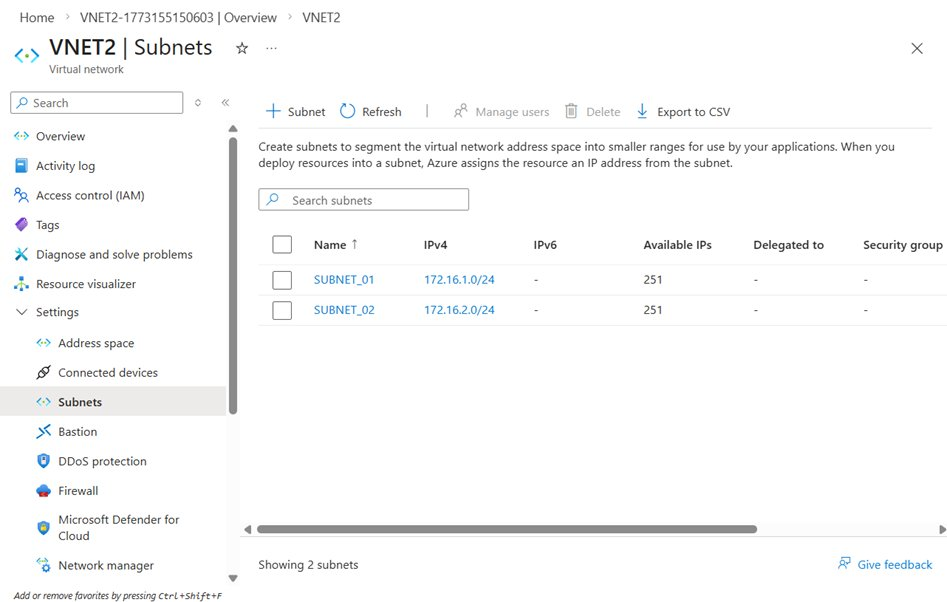 Home > VNET2-1773155150603 | Overview > VNET2
VNET2 | Subnets
Virtual network
Search
Overview
Activity log
Access control (IAM)
Tags
Diagnose and solve problems
Resource visualizer
Settings
Address space
Connected devices
Subnets
Bastion
DDoS protection
Firewall
Microsoft Defender for
Cloud
Network manager
Add or remove favorites by pressing Ctrl+Shift+F
Subnet Refresh Manage users Delete Export to CSV
Create subnets to segment the virtual network address space into smaller ranges for use by your applications. When you
deploy resources into a subnet, Azure assigns the resource an IP address from the subnet.
Search subnets
Name ↑ IPv4 IPv6 Available IPs Delegated to Security group
SUBNET_01 172.16.1.0/24 - 251 - -
SUBNET_02 172.16.2.0/24 - 251 - -
Showing 2 subnets
Give feedback